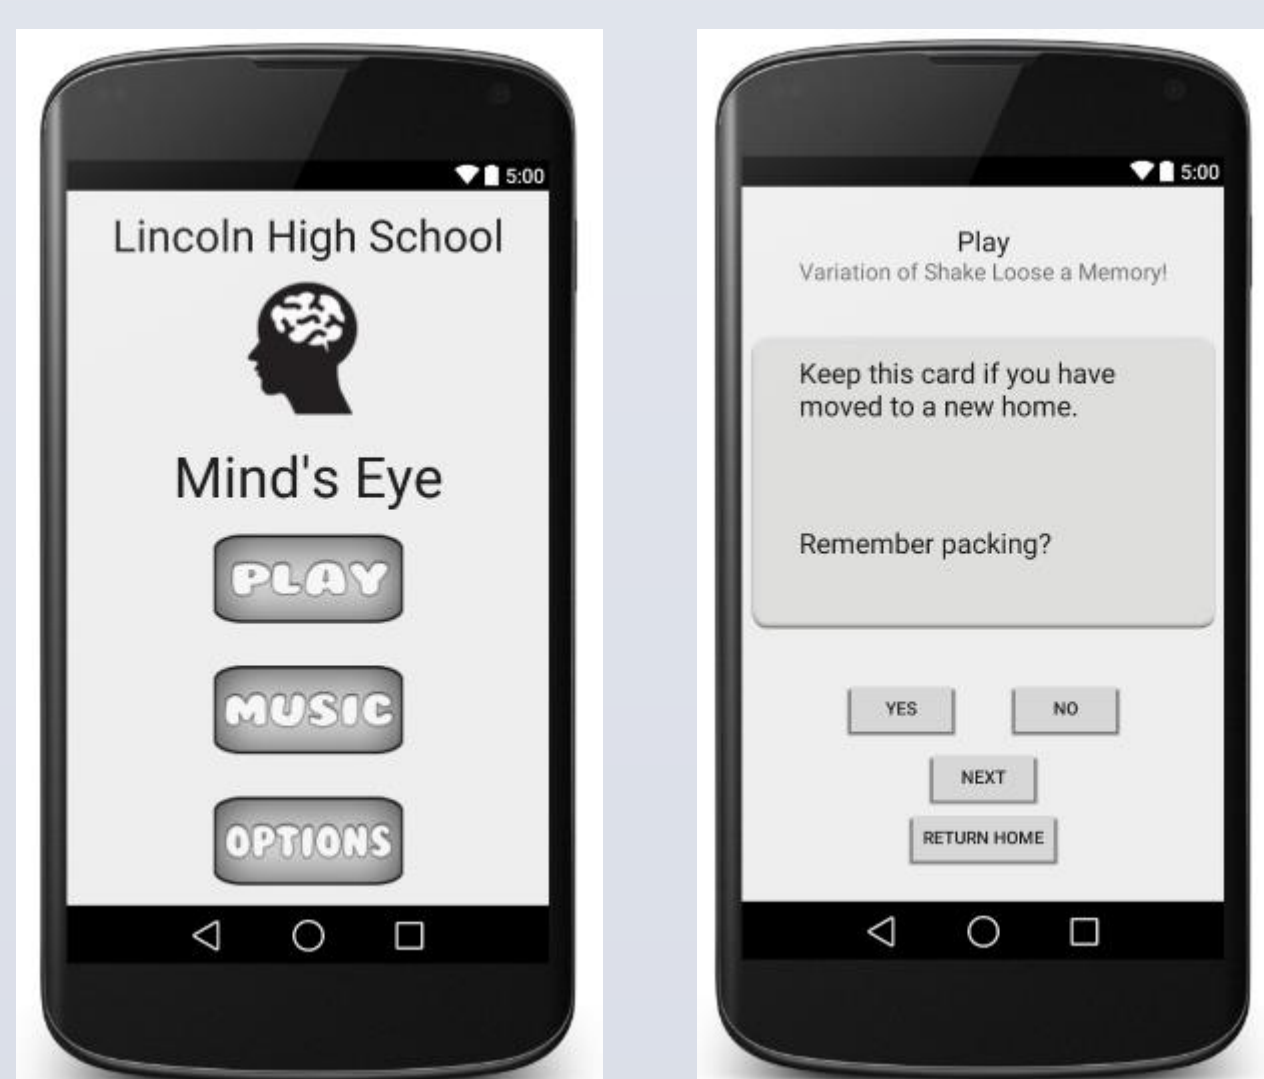 5:00
Lincoln High School
Mind's Eye
PLAY
MUSIC
OPTIONS
5:00
Play
Variation of Shake Loose a Memory!
Keep this card if you have
moved to a new home.
Remember packing?
YES
NO
NEXT
RETURN HOME